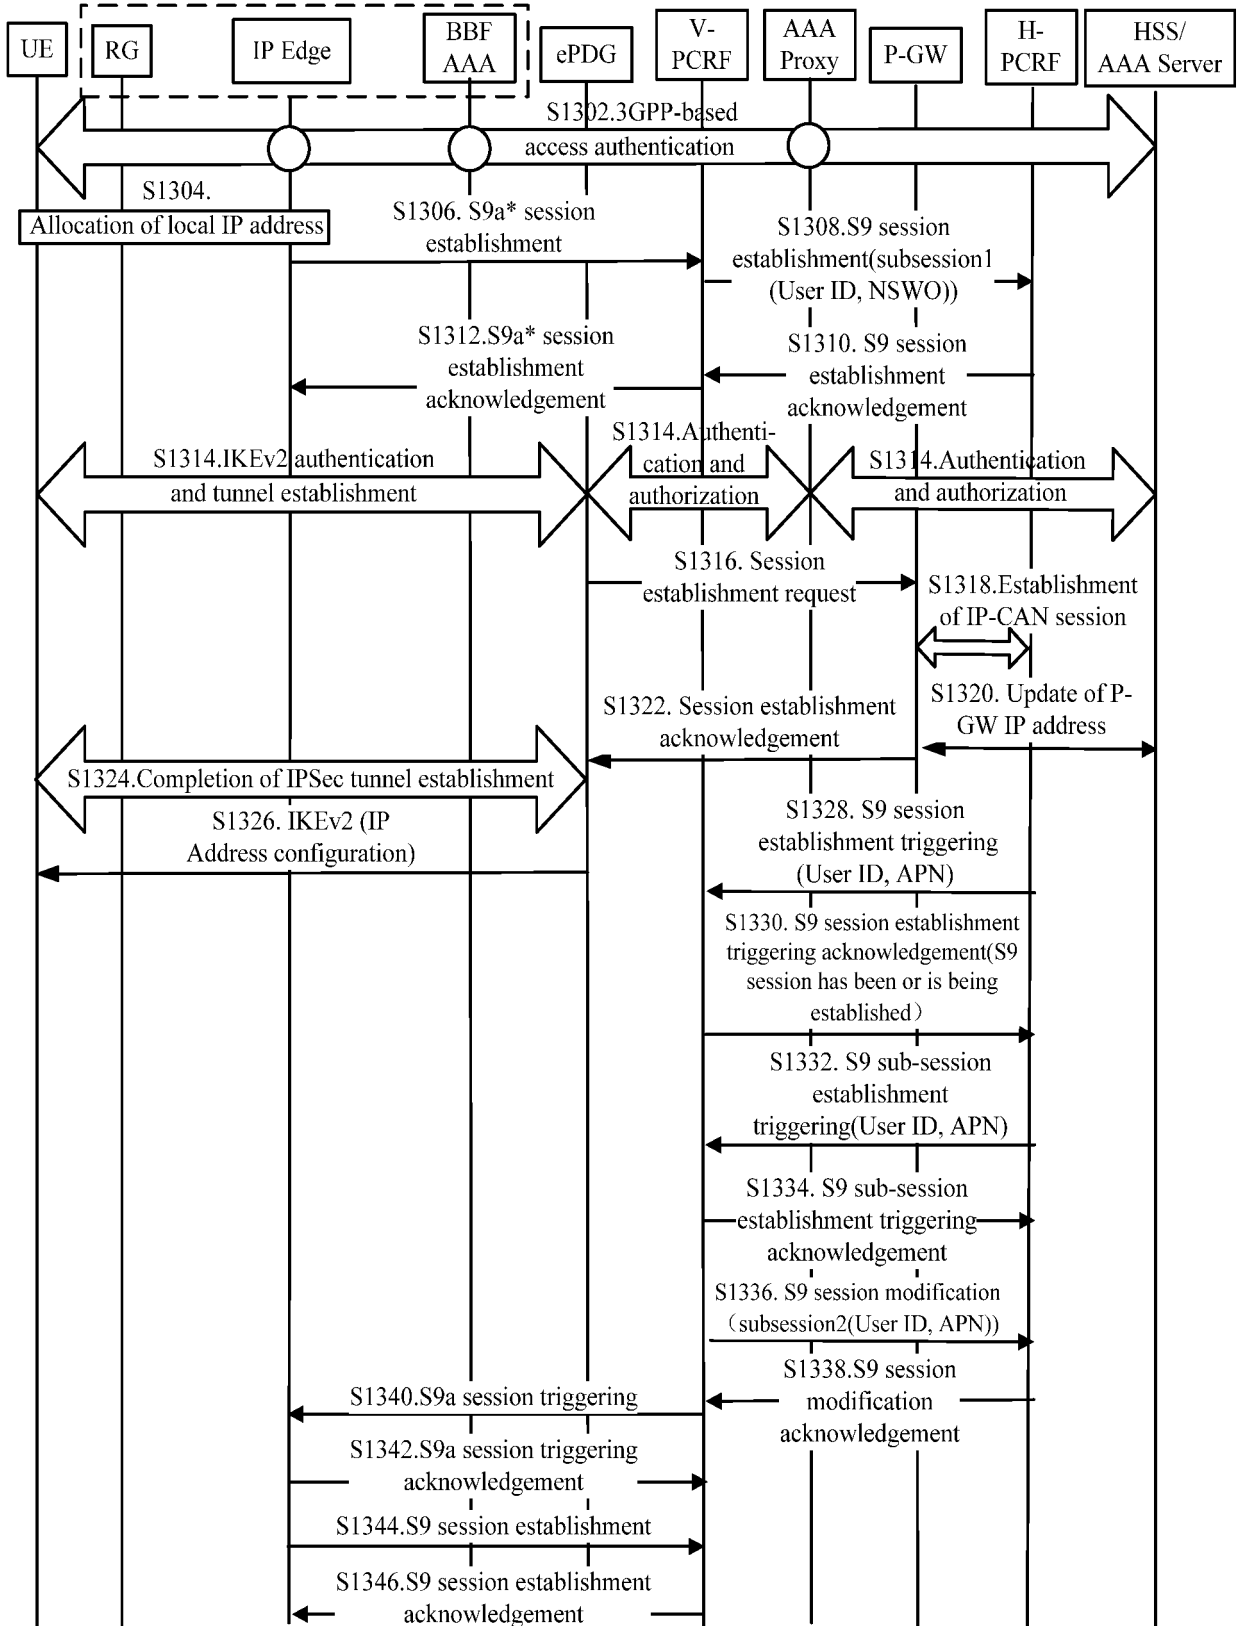 UE
RG
IP Edge
BBF
AAA
ePDG
V-
PCRF
AAA
Proxy
P-GW
H-
PCRF
HSS/
AAA Server
S1302.3GPP-based
access authentication
S1304.
Allocation of local IP address
S1306. S9a* session
establishment
S1308.S9 session
establishment(subsession1
(User ID, NSWO))
S1312.S9a* session
establishment
acknowledgement
S1310. S9 session
establishment
acknowledgement
S1314.IKEv2 authentication
and tunnel establishment
S1314.Authenti-
cation and
authorization
S1314.Authentication
and authorization
S1316. Session
establishment request
S1318.Establishment
of IP-CAN session
S1320. Update of P-
GW IP address
S1322. Session establishment
acknowledgement
S1324.Completion of IPSec tunnel establishment
S1326. IKEv2 (IP
Address configuration)
S1328. S9 session
establishment triggering
(User ID, APN)
S1330. S9 session establishment
triggering acknowledgement(S9
session has been or is being
established）
S1332. S9 sub-session
establishment
triggering(User ID, APN)
S1334. S9 sub-session
establishment triggering
acknowledgement
S1336. S9 session modification
（subsession2(User ID, APN))
S1338.S9 session
modification
acknowledgement
S1340.S9a session triggering
S1342.S9a session triggering
acknowledgement
S1344.S9 session establishment
S1346.S9 session establishment
acknowledgement